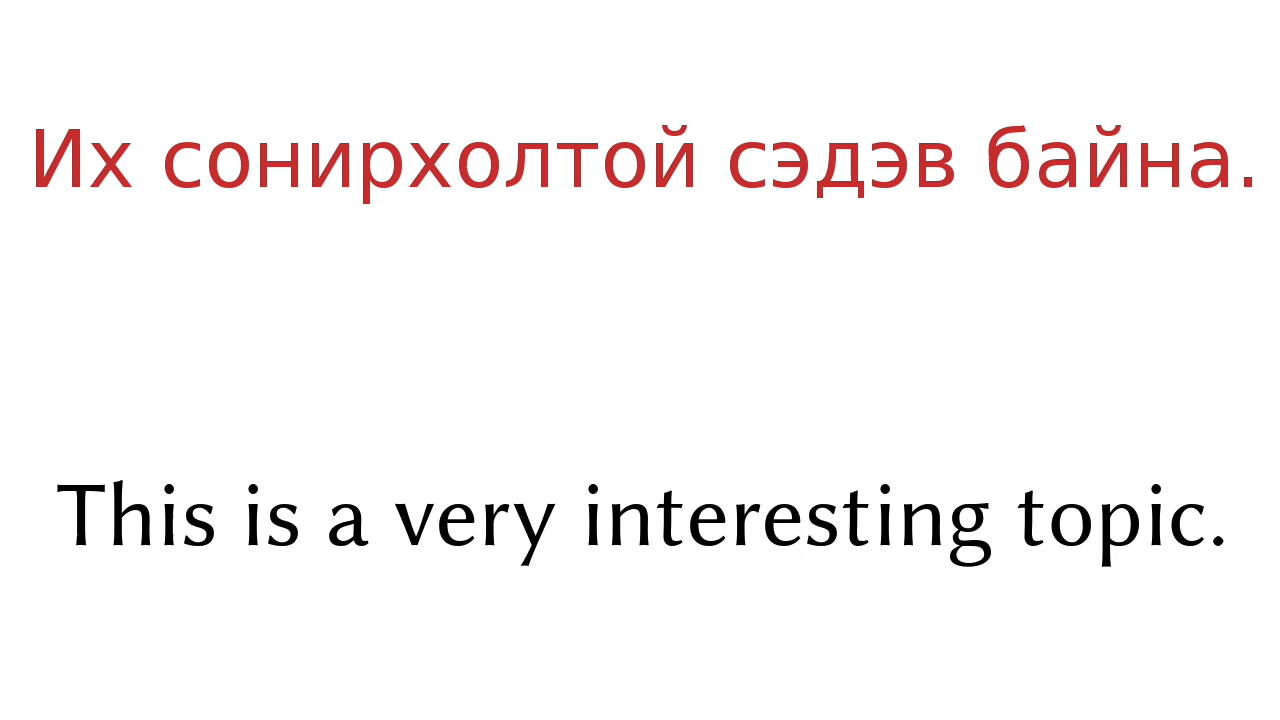 Их сонирхолтой сэдэв байна.
This is a very interesting topic.